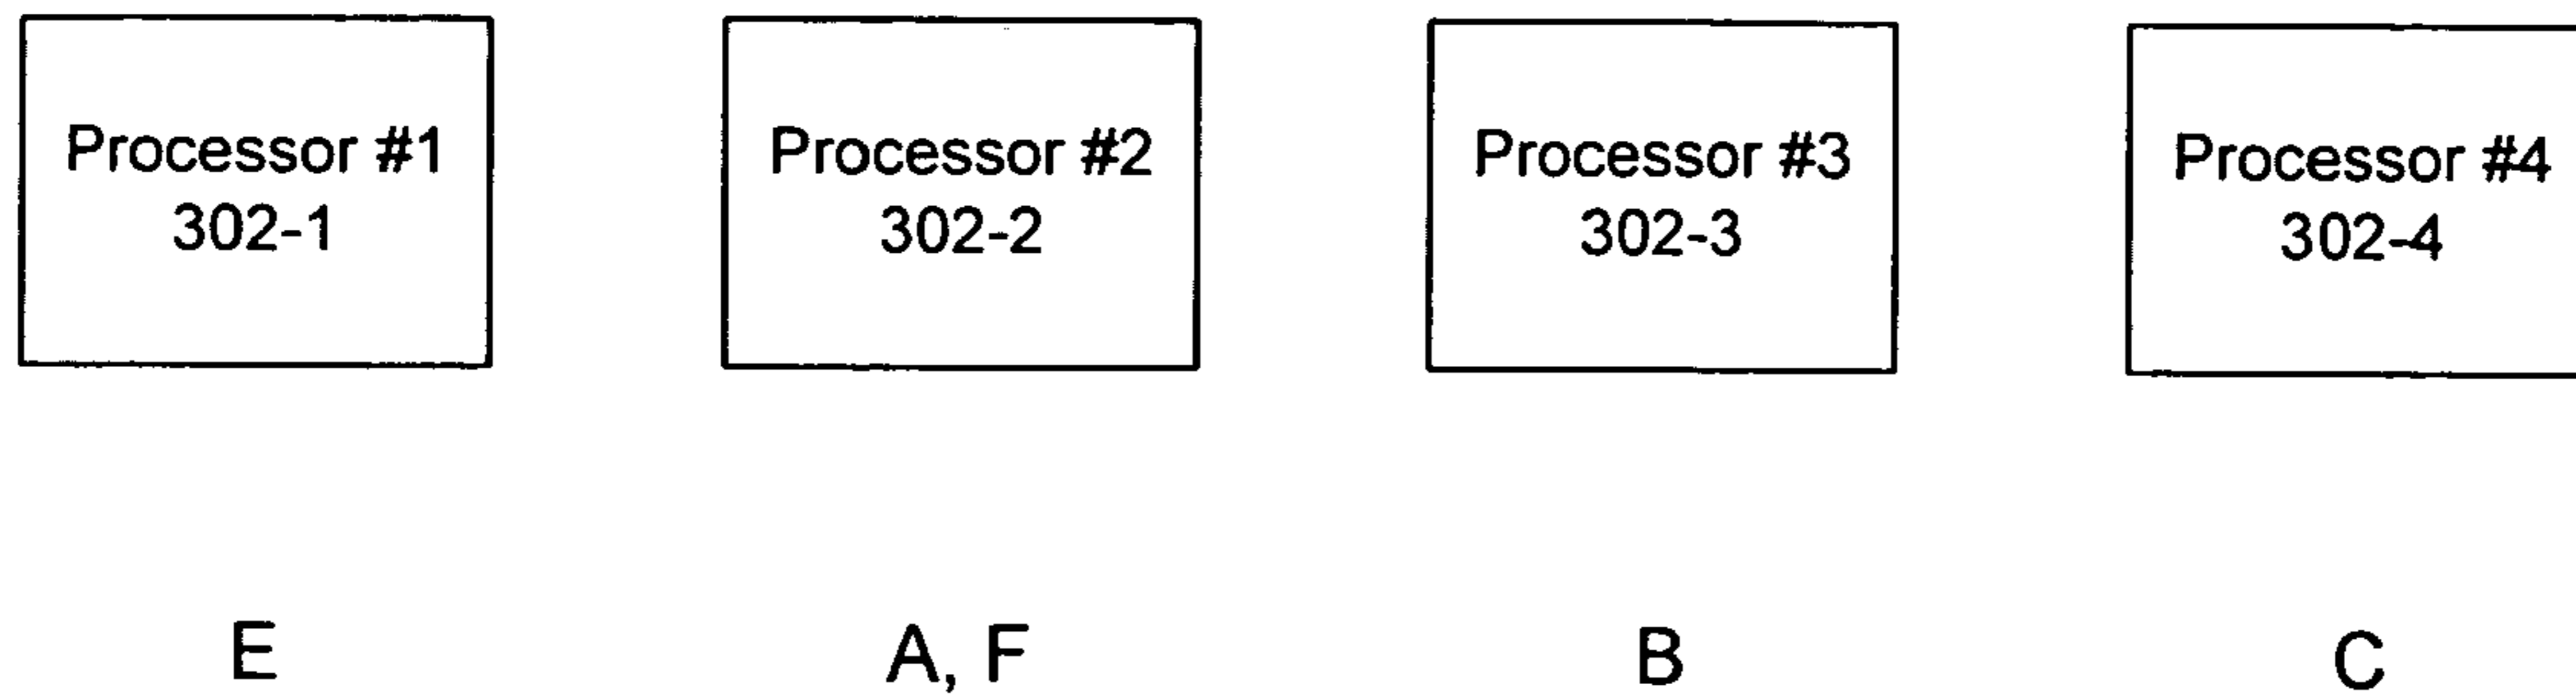 Processor #1
302-1
Processor #2
302-2
Processor #3
302-3
Processor #4
302-4
E
A, F
B
C